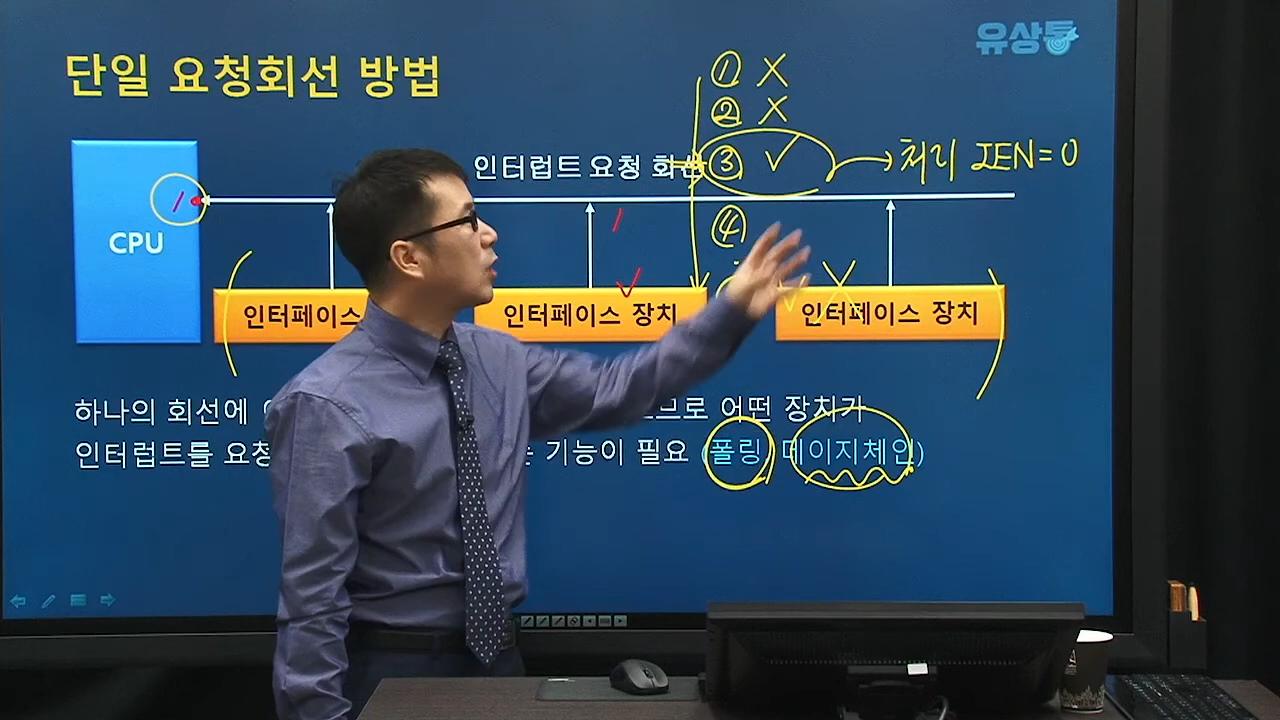 유상통
단일 요청회선 방법
① X
② X
③ ✓ → 처리 IEN=0
④
인터럽트 요청 회선
CPU
인터페이스
인터페이스 장치
인터페이스 장치
하나의 회선에 므로 어떤 장치가
인터럽트를 요청 는 기능이 필요 (폴링 데이지체인)